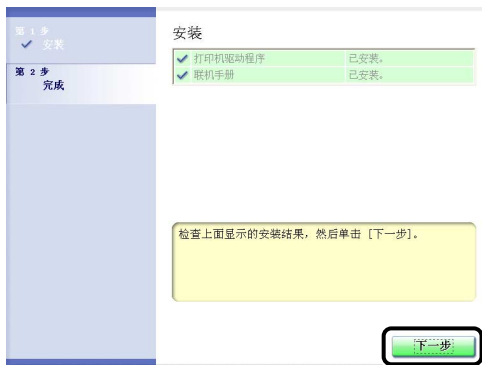 第 1 步
安装
第 2 步
完成
安装
打印机驱动程序 已安装。
联机手册 已安装。
检查上面显示的安装结果，然后单击 [下一步]。
下一步